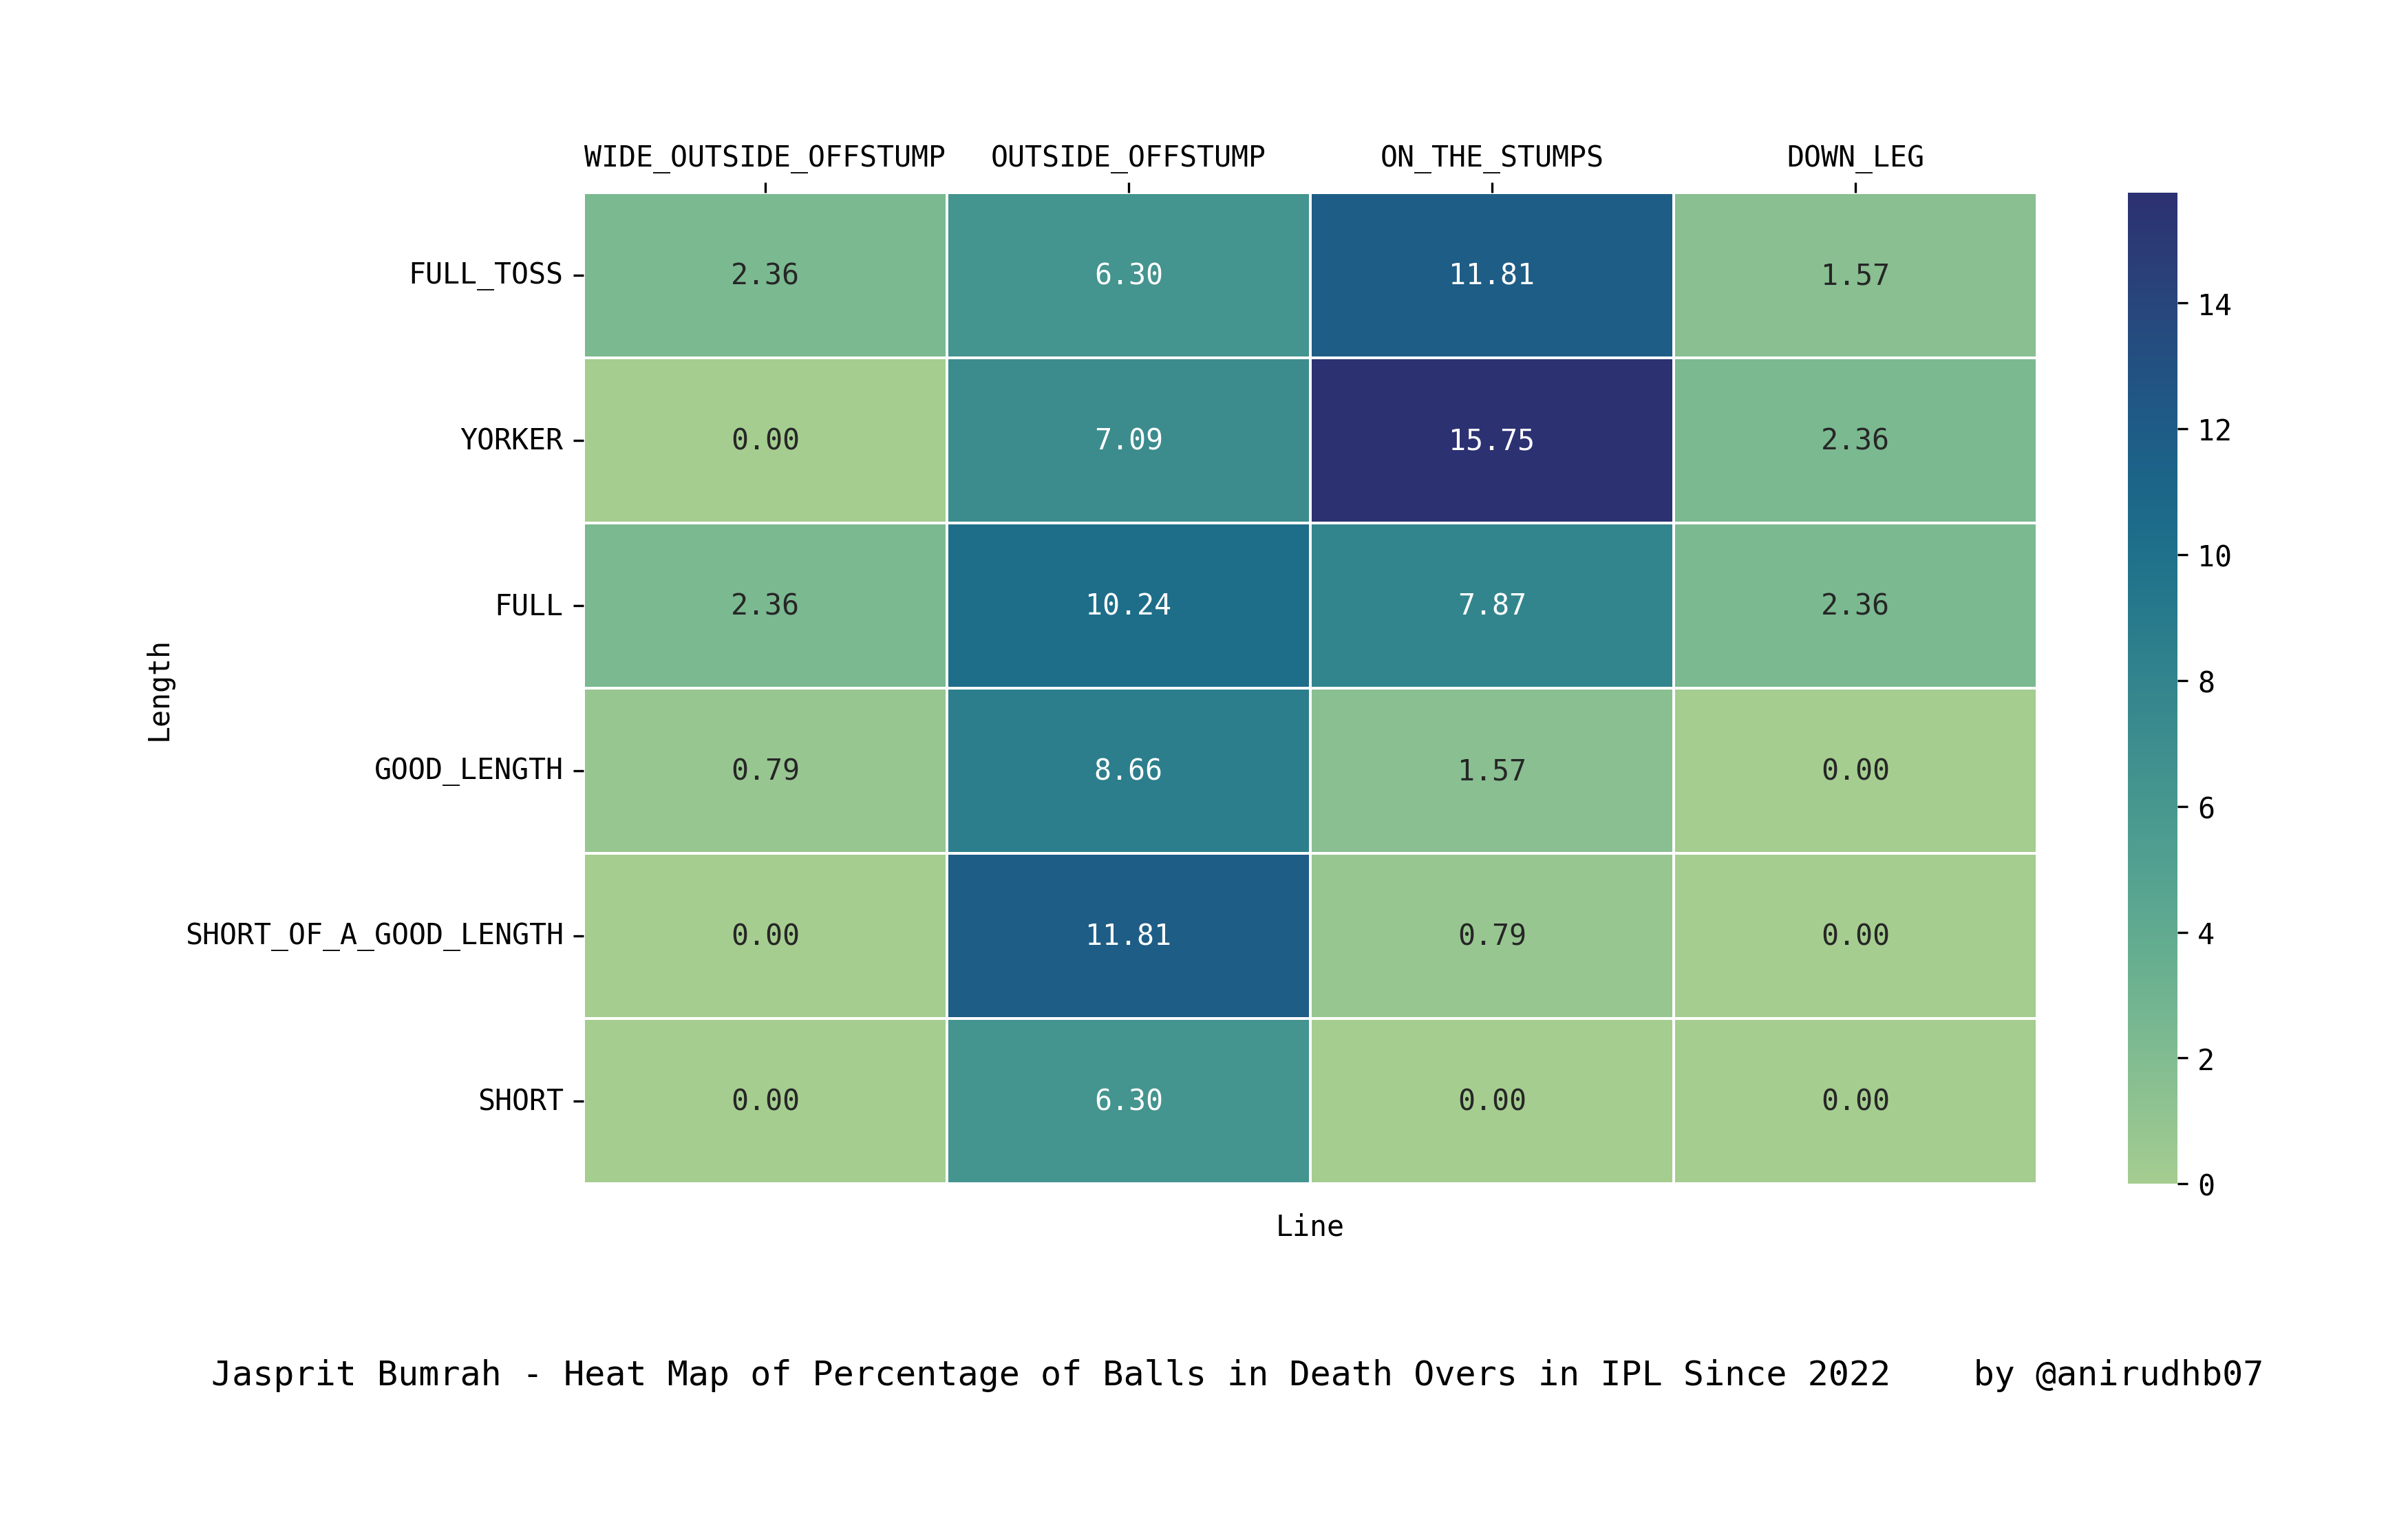 WIDE_OUTSIDE_OFFSTUMP OUTSIDE_OFFSTUMP ON_THE_STUMPS DOWN_LEG
FULL_TOSS 2.36 6.30 11.81 1.57
14
YORKER 0.00 7.09 15.75 2.36
12
FULL 2.36 10.24 7.87 2.36
10
Length
8
GOOD_LENGTH 0.79 8.66 1.57 0.00
6
SHORT_OF_A_GOOD_LENGTH 0.00 11.81 0.79 0.00
4
SHORT 0.00 6.30 0.00 0.00
2
0
Line
Jasprit Bumrah - Heat Map of Percentage of Balls in Death Overs in IPL Since 2022 by @anirudhb07